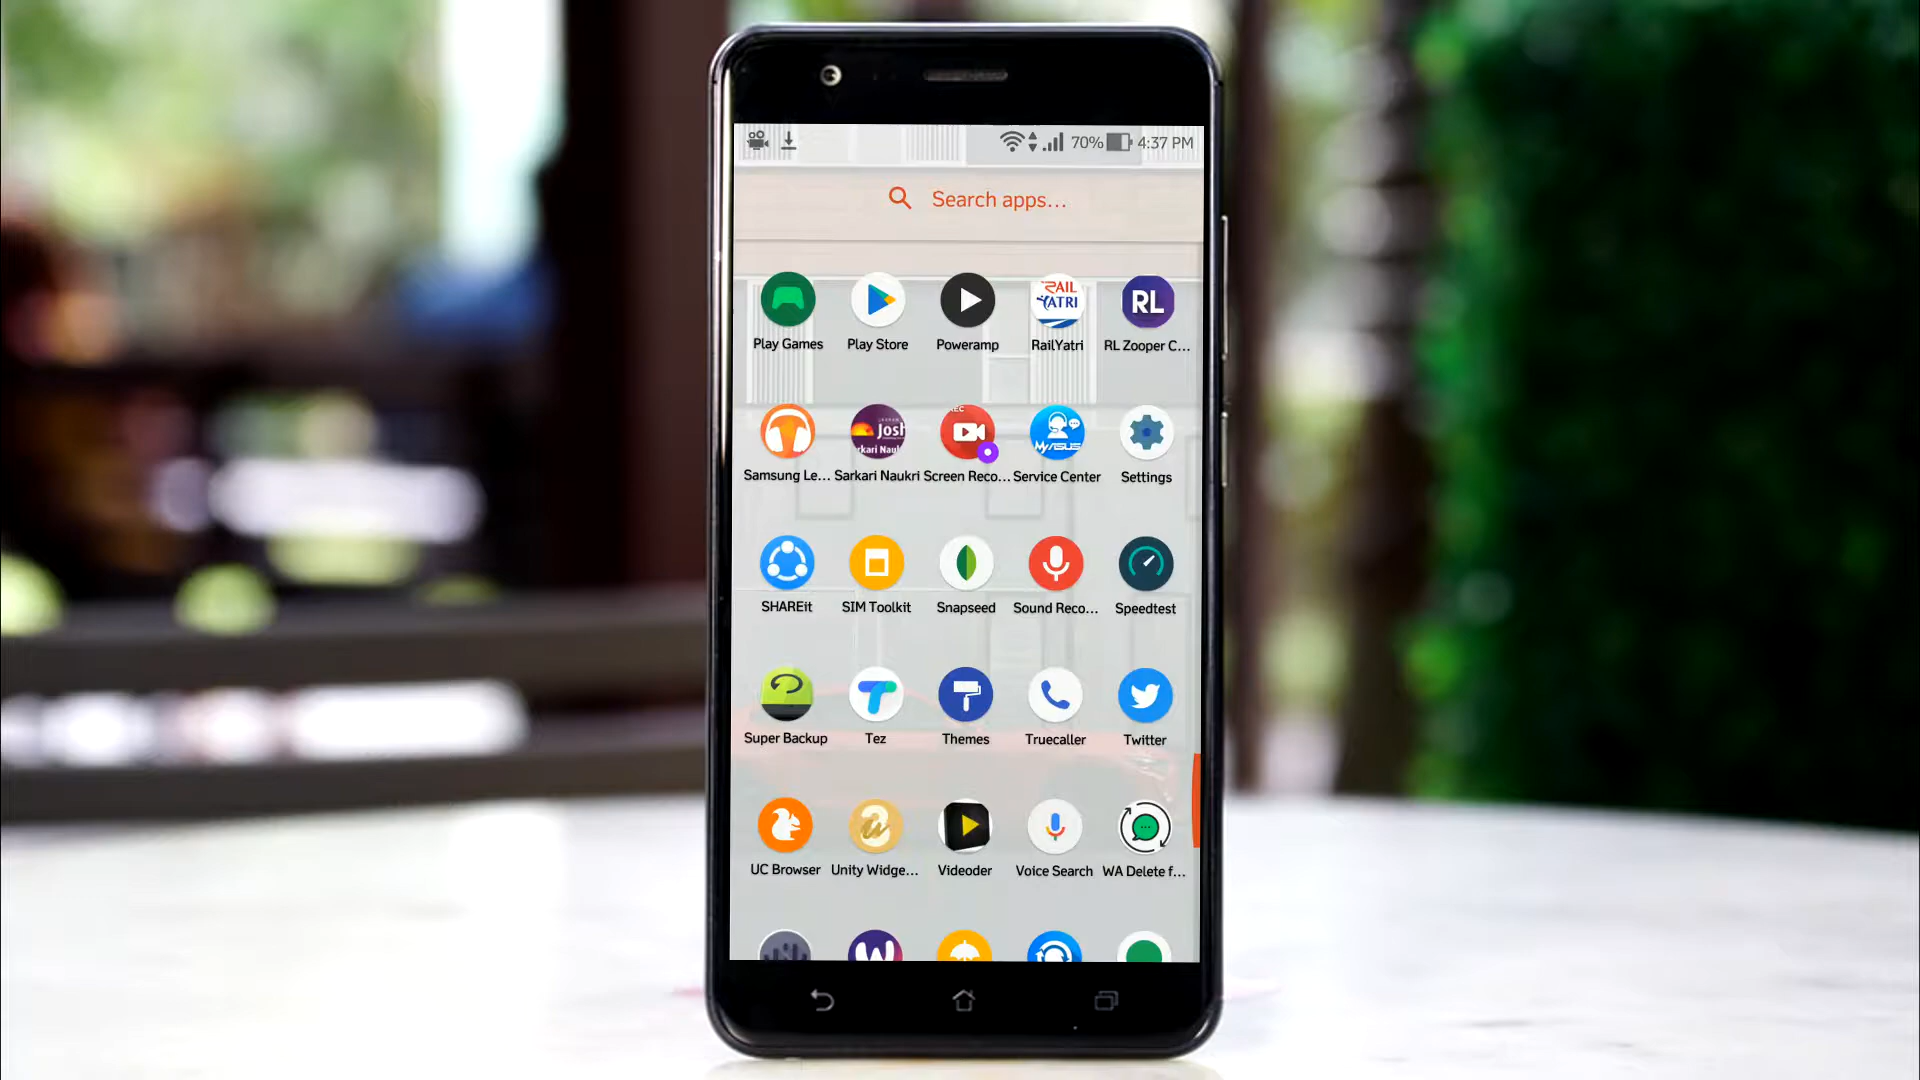 70% 4:37 PM
Search apps...
RAIL
YATRI
RL
Play Games Play Store Poweramp RailYatri RL Zooper C...
REC
Josh
MyASUS
Samsung Le... Sarkari Naukri Screen Reco... Service Center Settings
SHAREit SIM Toolkit Snapseed Sound Reco... Speedtest
Super Backup Tez Themes Truecaller Twitter
UC Browser Unity Widge... Videoder Voice Search WA Delete f...